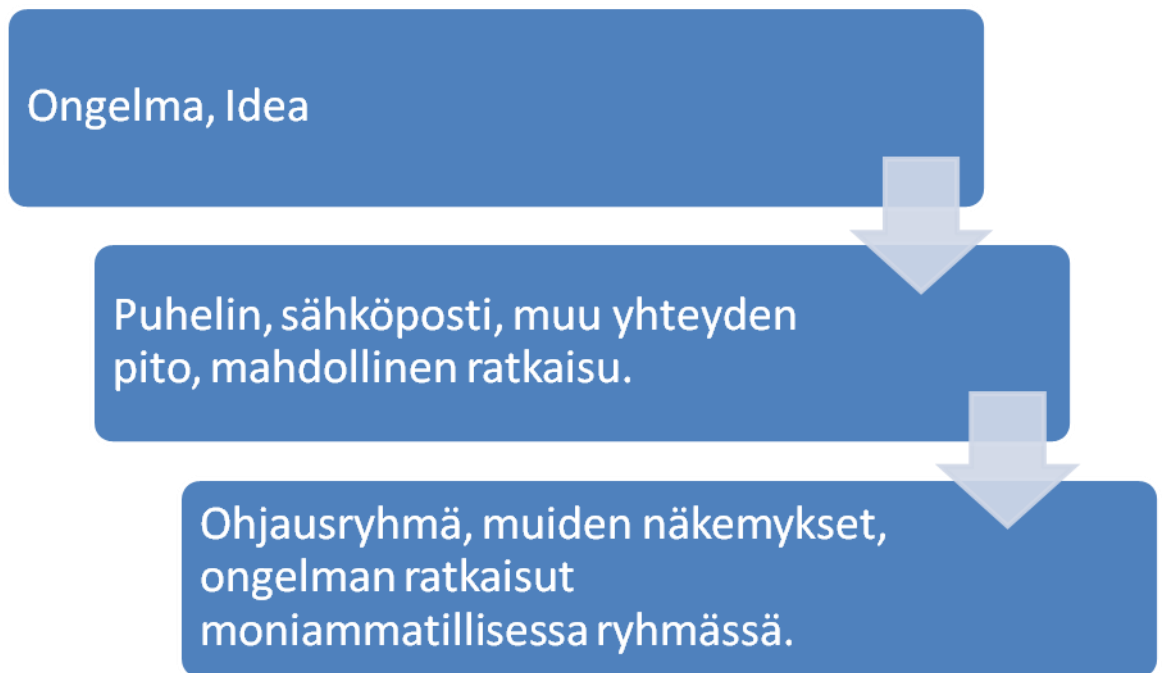 Ongelma, Idea
Puhelin, sähköposti, muu yhteyden
pito, mahdollinen ratkaisu.
Ohjausryhmä, muiden näkemykset,
ongelman ratkaisut
moniammatillisessa ryhmässä.